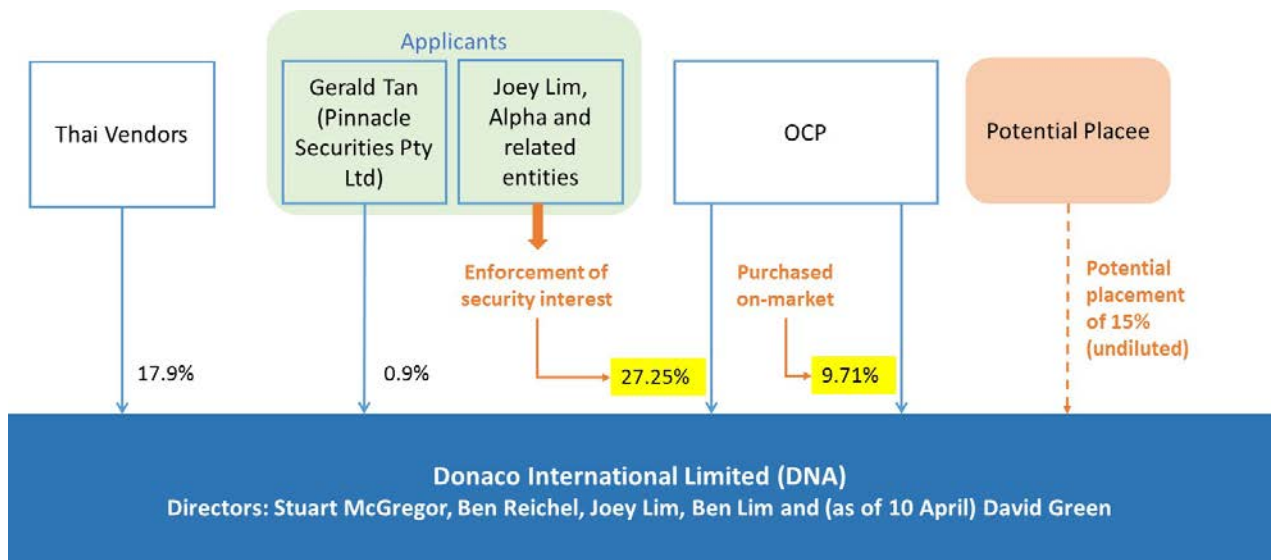 Applicants
Thai Vendors
Gerald Tan
(Pinnacle
Securities Pty
Ltd)
Joey Lim,
Alpha and
related
entities
OCP
Potential Placee
Enforcement of
security interest
Purchased
on-market
Potential
placement
of 15%
(undiluted)
17.9%
0.9%
27.25%
9.71%
Donaco International Limited (DNA)
Directors: Stuart McGregor, Ben Reichel, Joey Lim, Ben Lim and (as of 10 April) David Green